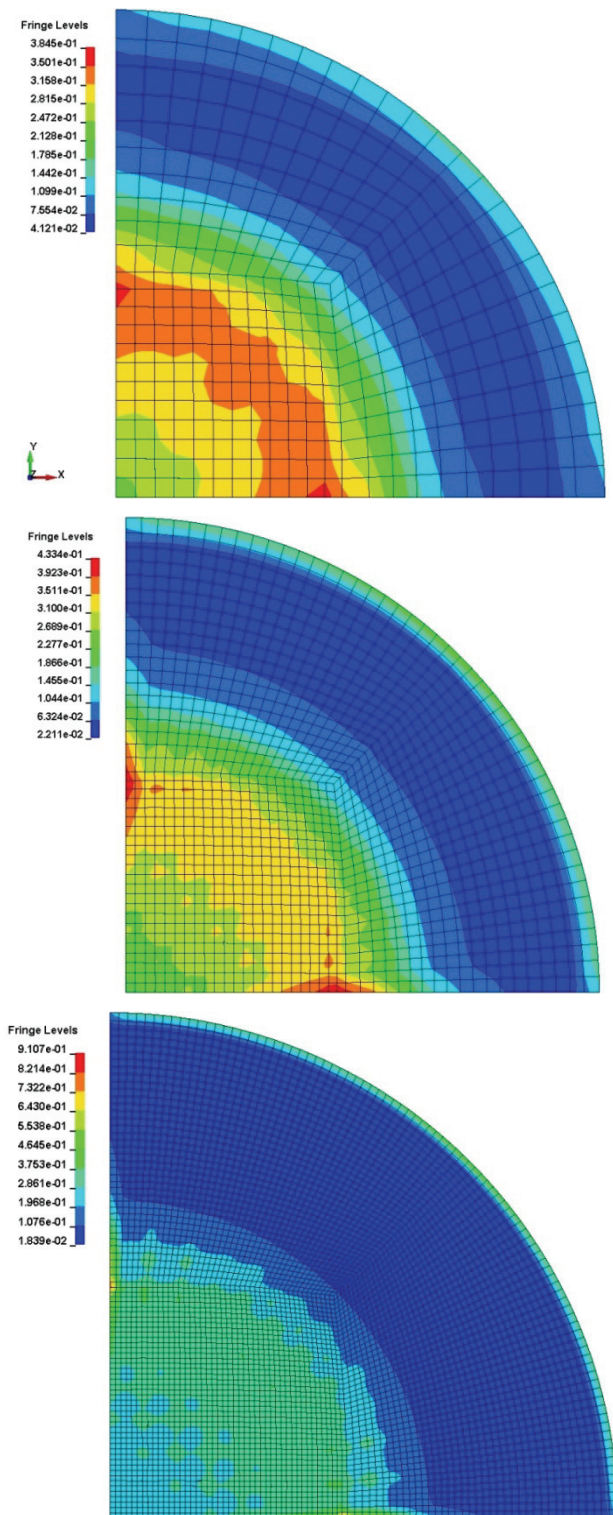 Fringe Levels
3.845e-01
3.501e-01
3.158e-01
2.815e-01
2.472e-01
2.128e-01
1.785e-01
1.442e-01
1.099e-01
7.554e-02
4.121e-02
Y
Z X
Fringe Levels
4.334e-01
3.923e-01
3.511e-01
3.100e-01
2.689e-01
2.277e-01
1.866e-01
1.455e-01
1.044e-01
6.324e-02
2.211e-02
Fringe Levels
9.107e-01
8.214e-01
7.322e-01
6.430e-01
5.538e-01
4.645e-01
3.753e-01
2.861e-01
1.968e-01
1.076e-01
1.839e-02